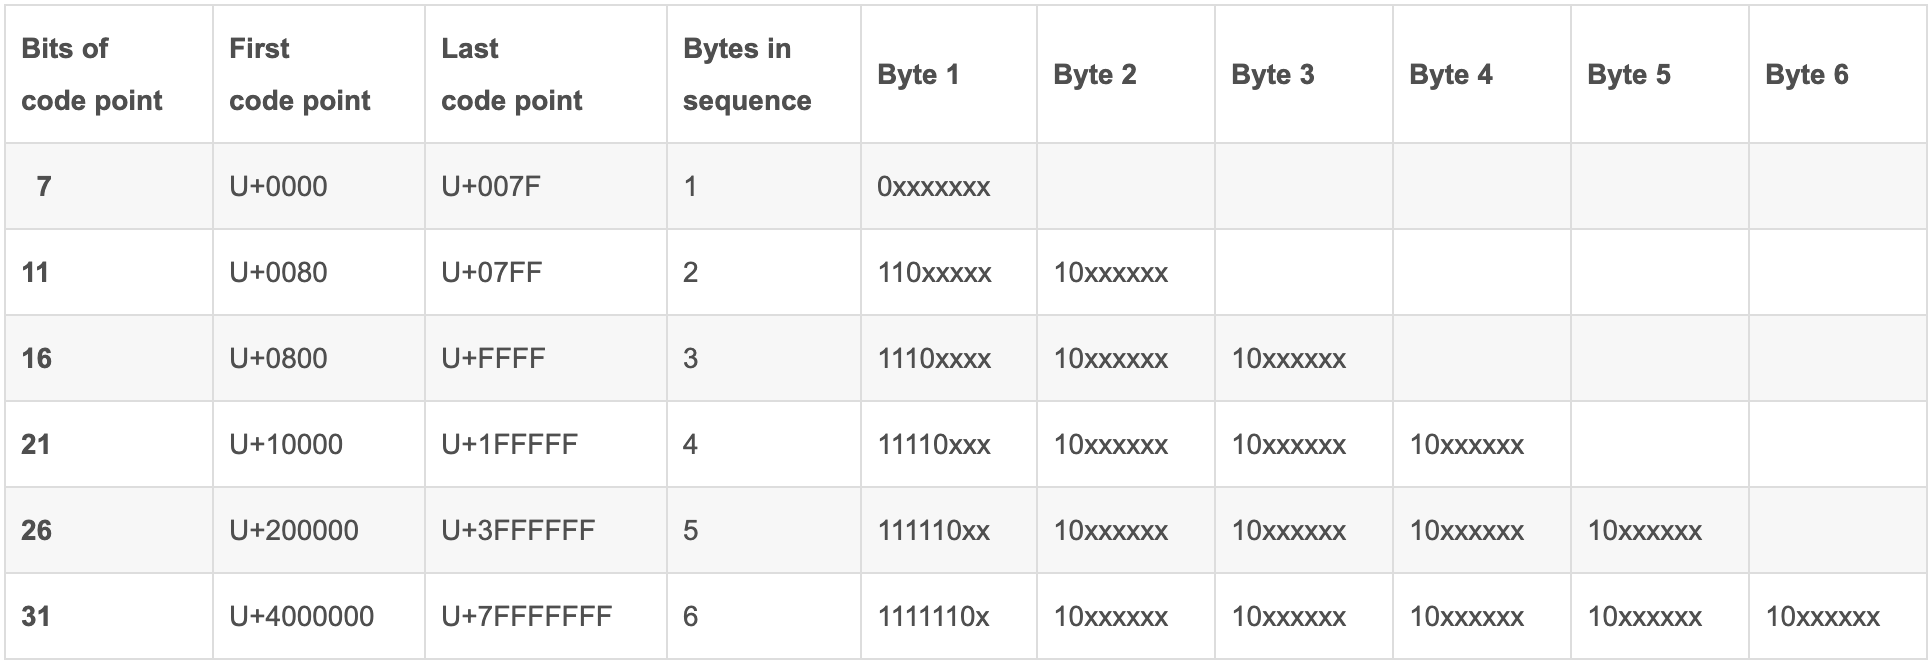 Bits of code point First code point Last code point Bytes in sequence Byte 1 Byte 2 Byte 3 Byte 4 Byte 5 Byte 6
7 U+0000 U+007F 1 0xxxxxxx
11 U+0080 U+07FF 2 110xxxxx 10xxxxxx
16 U+0800 U+FFFF 3 1110xxxx 10xxxxxx 10xxxxxx
21 U+10000 U+1FFFFF 4 11110xxx 10xxxxxx 10xxxxxx 10xxxxxx
26 U+200000 U+3FFFFFF 5 111110xx 10xxxxxx 10xxxxxx 10xxxxxx 10xxxxxx
31 U+4000000 U+7FFFFFFF 6 1111110x 10xxxxxx 10xxxxxx 10xxxxxx 10xxxxxx 10xxxxxx